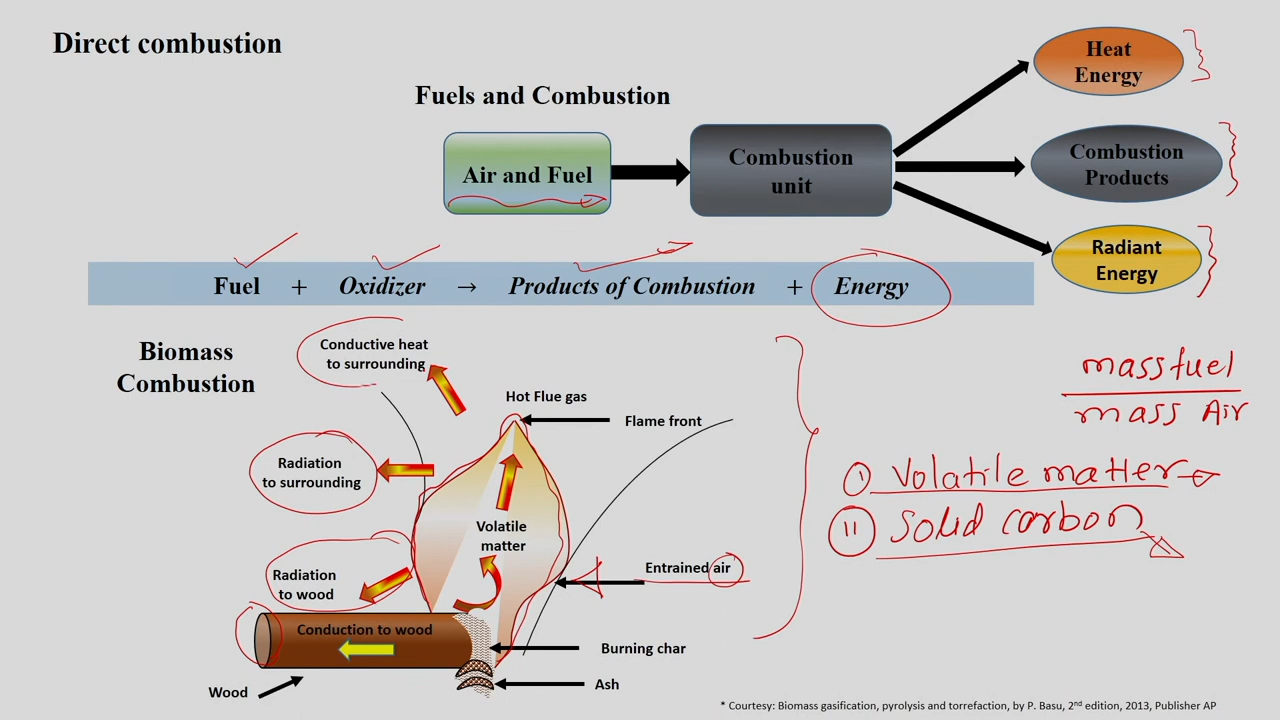 Direct combustion
Fuels and Combustion
Air and Fuel
Combustion
unit
Heat
Energy
Combustion
Products
Radiant
Energy
Fuel + Oxidizer → Products of Combustion + Energy
Biomass
Combustion
Conductive heat
to surrounding
Hot Flue gas
Flame front
Radiation
to surrounding
Volatile
matter
Radiation
to wood
Entrained air
Conduction to wood
Burning char
Wood
Ash
mass fuel
mass Air
(i) Volatile matter
(ii) Solid carbon
* Courtesy: Biomass gasification, pyrolysis and torrefaction, by P. Basu, 2nd edition, 2013, Publisher AP